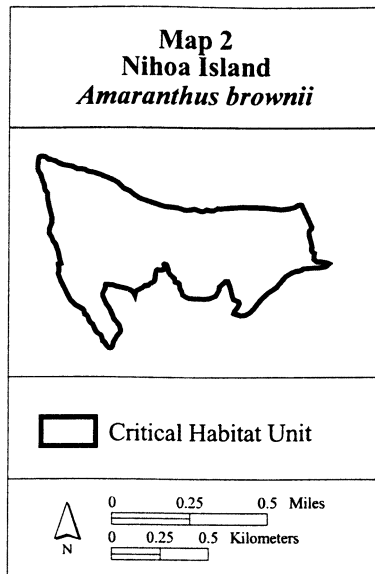 Map 2
Nihoa Island
Amaranthus brownii
Critical Habitat Unit
0 0.25 0.5 Miles
0 0.25 0.5 Kilometers
N